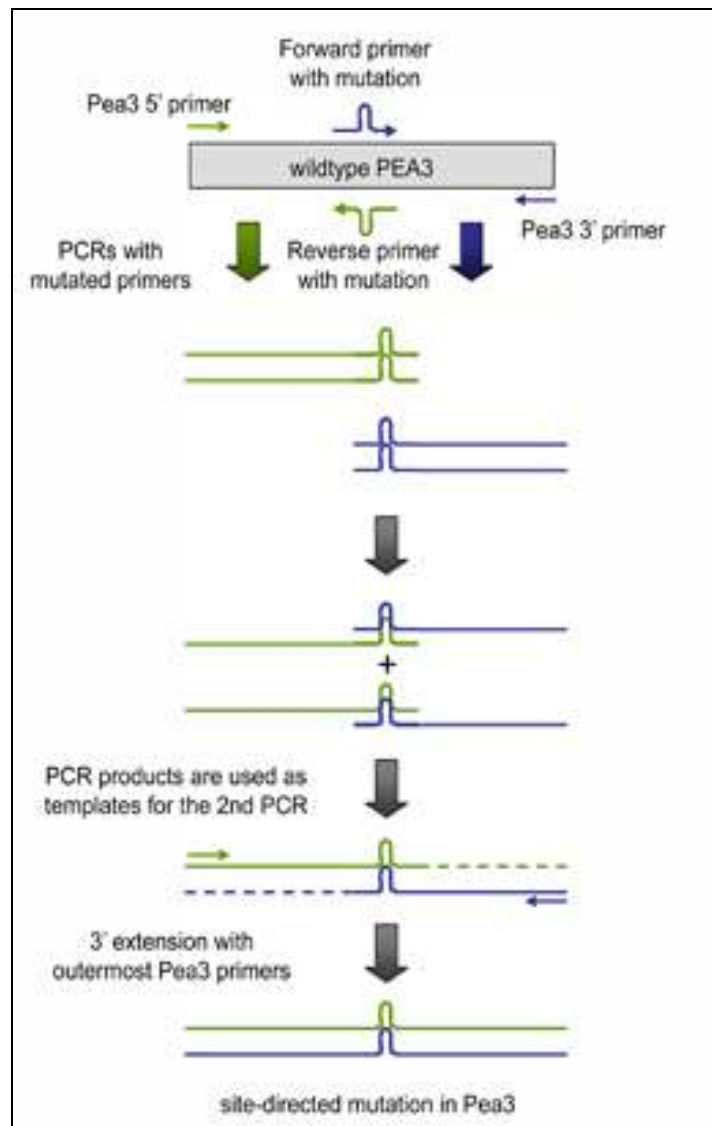 Forward primer
with mutation
Pea3 5' primer
wildtype PEA3
Pea3 3' primer
PCRs with
mutated primers
Reverse primer
with mutation
+
PCR products are used as
templates for the 2nd PCR
3' extension with
outermost Pea3 primers
site-directed mutation in Pea3